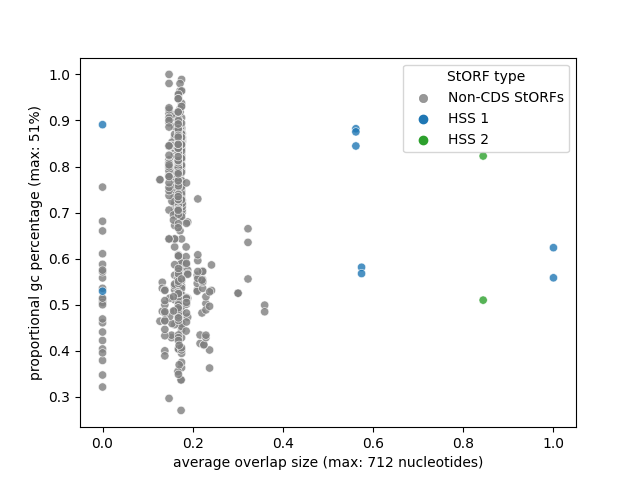 StORF type
Non-CDS StORFs
HSS 1
HSS 2
proportional gc percentage (max: 51%)
1.0
0.9
0.8
0.7
0.6
0.5
0.4
0.3
0.0 0.2 0.4 0.6 0.8 1.0
average overlap size (max: 712 nucleotides)